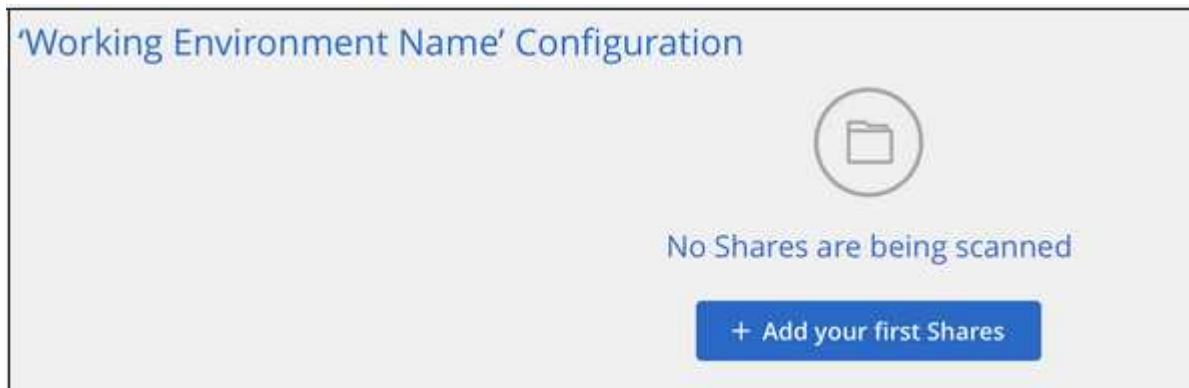 ‘Working Environment Name’ Configuration
No Shares are being scanned
+ Add your first Shares